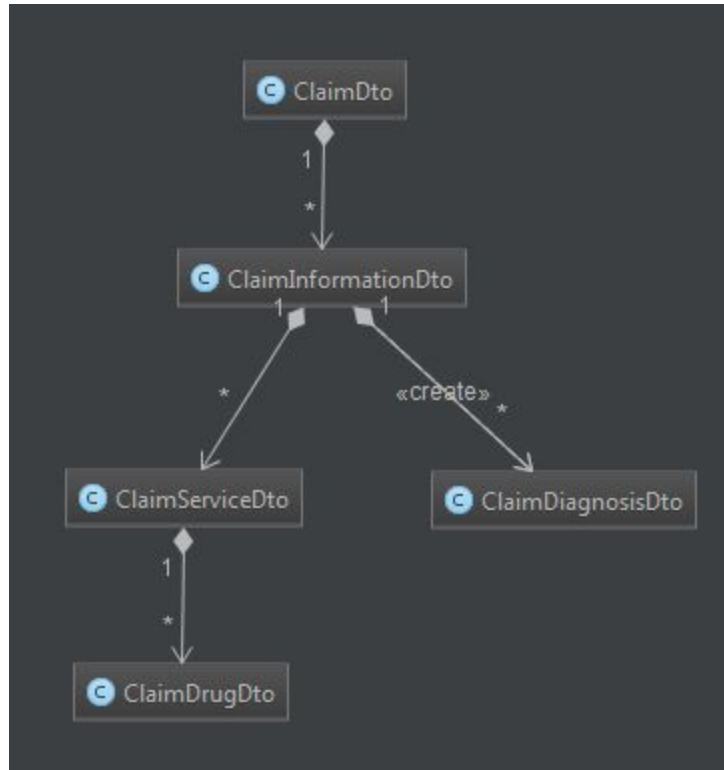 C ClaimDto
1
*
C ClaimInformationDto
1 1
*
«create» *
C ClaimServiceDto
C ClaimDiagnosisDto
1
*
C ClaimDrugDto